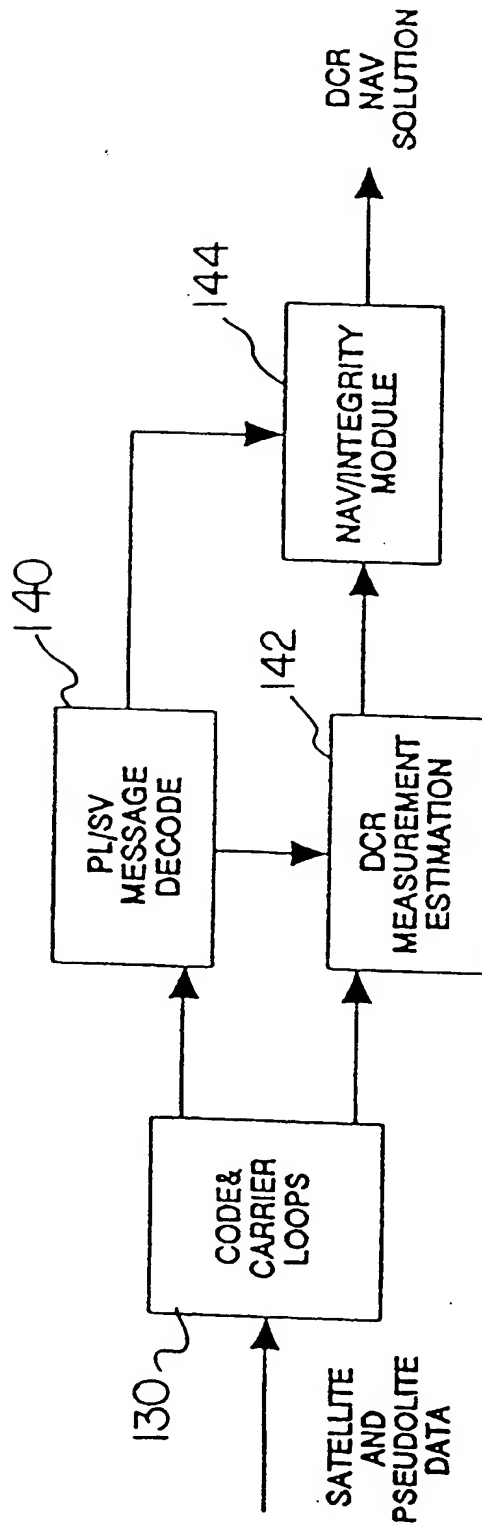 SATELLITE
AND
PSEUDOLITE
DATA
130
CODE&
CARRIER
LOOPS
140
PL/SV
MESSAGE
DECODE
142
DCR
MEASUREMENT
ESTIMATION
144
NAV/INTEGRITY
MODULE
DCR
NAV
SOLUTION